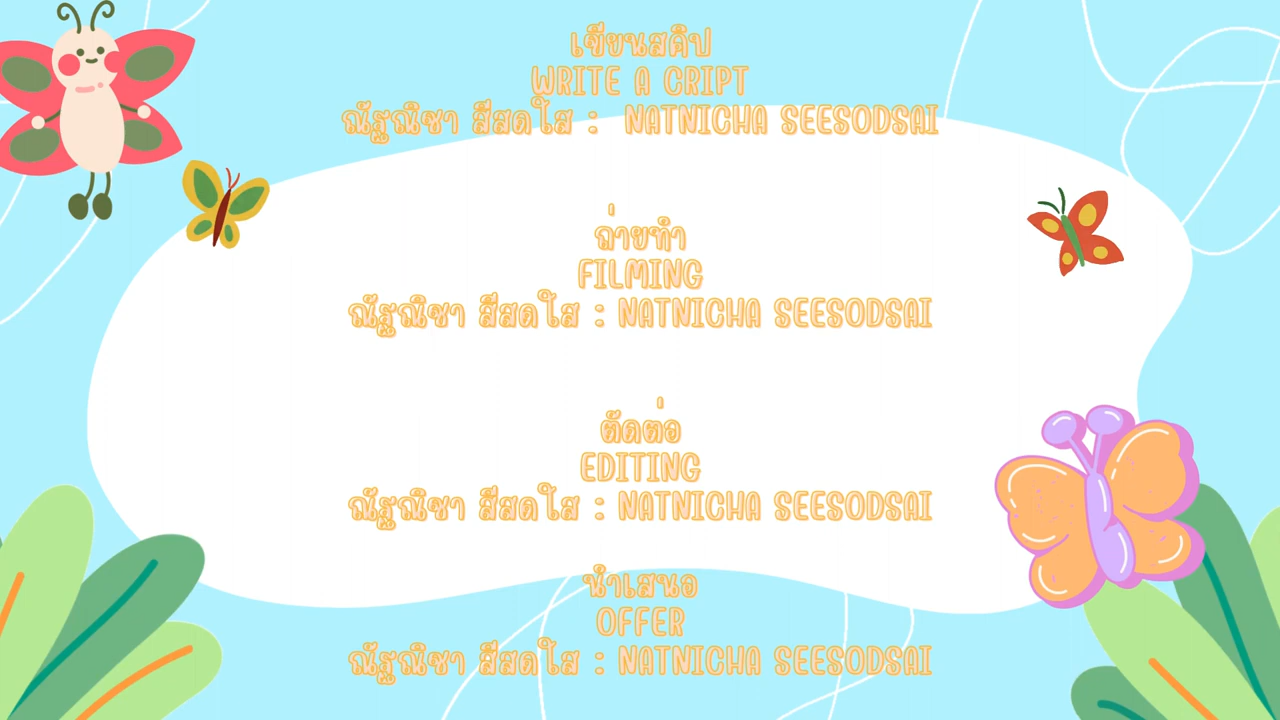 เขียนสคิป
WRITE A CRIPT
ณัฐณิชา สีสดใส : NATNICHA SEESODSAI
ถ่ายทำ
FILMING
ณัฐณิชา สีสดใส : NATNICHA SEESODSAI
ตัดต่อ
EDITING
ณัฐณิชา สีสดใส : NATNICHA SEESODSAI
นำเสนอ
OFFER
ณัฐณิชา สีสดใส : NATNICHA SEESODSAI